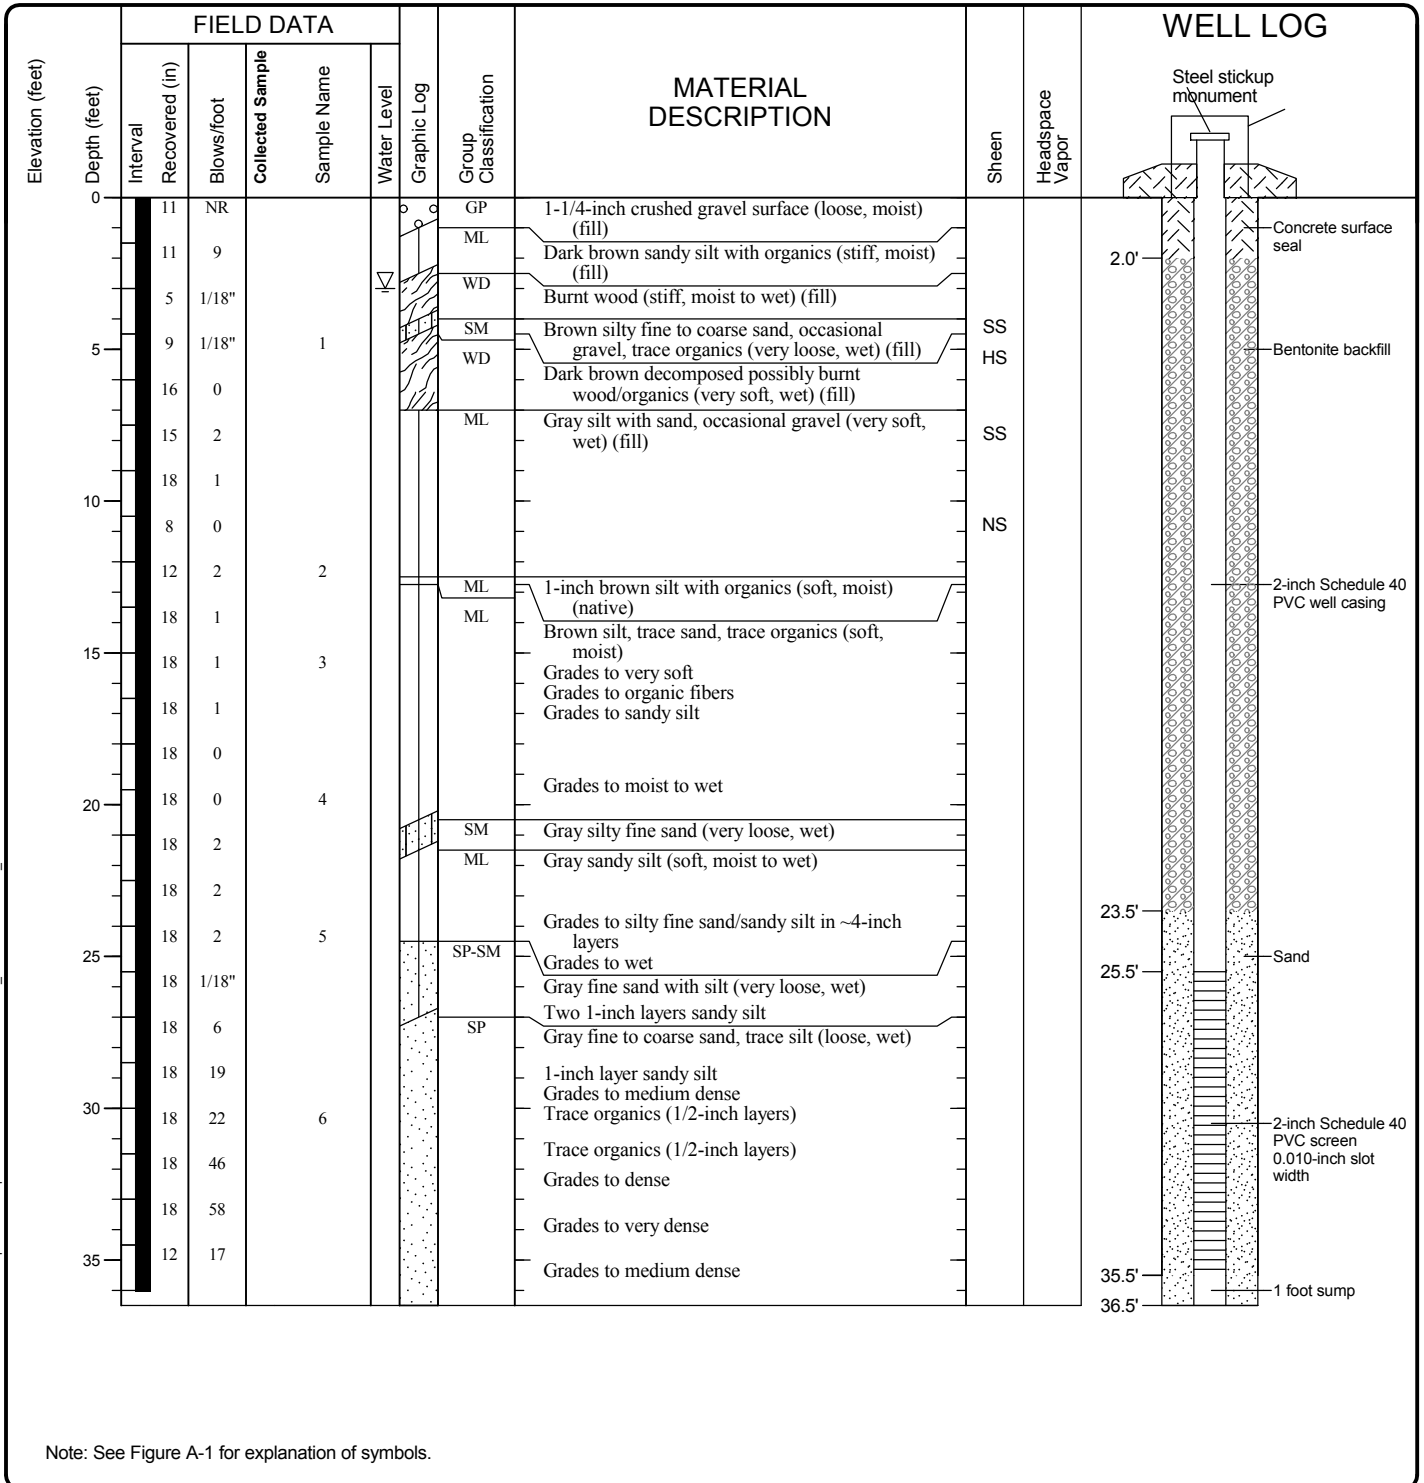 FIELD DATA
WELL LOG
Elevation (feet)
Depth (feet)
Interval
Recovered (in)
Blows/foot
Collected Sample
Sample Name
Water Level
Graphic Log
Group
Classification
MATERIAL
DESCRIPTION
Sheen
Headspace
Vapor
Steel stickup
monument
0
11 NR
GP
1-1/4-inch crushed gravel surface (loose, moist)
(fill)
ML
11 9
Dark brown sandy silt with organics (stiff, moist)
(fill)
WD
5 1/18"
Burnt wood (stiff, moist to wet) (fill)
SM
Brown silty fine to coarse sand, occasional
gravel, trace organics (very loose, wet) (fill)
SS
9 1/18" 1
5
WD
HS
Dark brown decomposed possibly burnt
wood/organics (very soft, wet) (fill)
16 0
ML
Gray silt with sand, occasional gravel (very soft,
wet) (fill)
15 2
SS
18 1
10
8 0
NS
12 2 2
ML
1-inch brown silt with organics (soft, moist)
(native)
18 1
ML
Brown silt, trace sand, trace organics (soft,
moist)
15
18 1 3
Grades to very soft
Grades to organic fibers
18 1
Grades to sandy silt
18 0
Grades to moist to wet
18 0 4
20
SM
Gray silty fine sand (very loose, wet)
18 2
ML
Gray sandy silt (soft, moist to wet)
18 2
Grades to silty fine sand/sandy silt in ~4-inch
layers
18 2 5
25
SP-SM
Grades to wet
18 1/18"
Gray fine sand with silt (very loose, wet)
Two 1-inch layers sandy silt
18 6
SP
Gray fine to coarse sand, trace silt (loose, wet)
18 19
1-inch layer sandy silt
Grades to medium dense
30
18 22 6
Trace organics (1/2-inch layers)
18 46
Trace organics (1/2-inch layers)
Grades to dense
18 58
Grades to very dense
12 17
35
Grades to medium dense
Concrete surface
seal
2.0'
Bentonite backfill
2-inch Schedule 40
PVC well casing
23.5'
Sand
25.5'
2-inch Schedule 40
PVC screen
0.010-inch slot
width
35.5'
1 foot sump
36.5'
Note: See Figure A-1 for explanation of symbols.